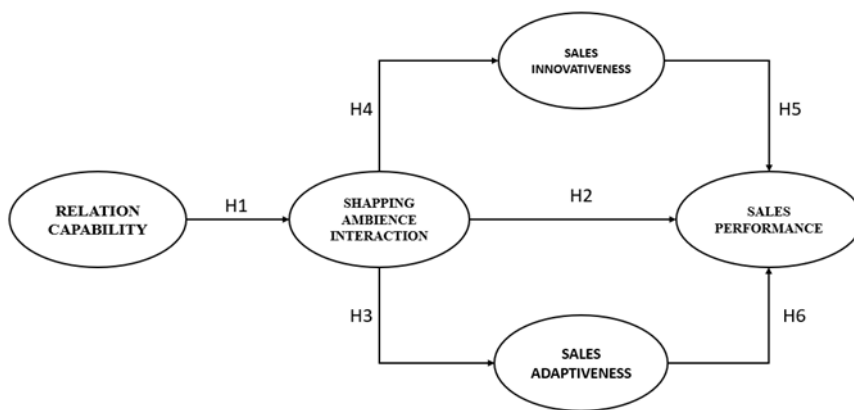 SALES
INNOVATIVENESS
H4
H5
RELATION
CAPABILITY
H1
SHAPPING
AMBIENCE
INTERACTION
H2
SALES
PERFORMANCE
H3
H6
SALES
ADAPTIVENESS